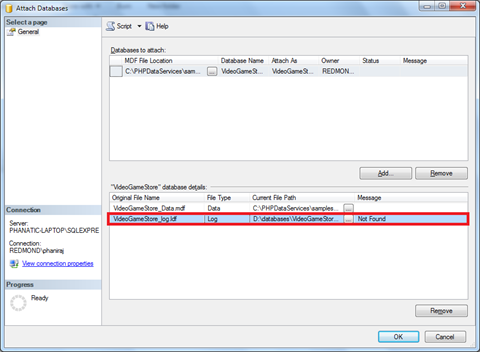 Attach Databases
Select a page
General
Script
Help
Databases to attach:
MDF File Location Database Name Attach As Owner Status Message
C:\PHPDataServices\sam... ... VideoGameSt... VideoGameSt... REDMON...
Add...
Remove
"VideoGameStore" database details:
Original File Name File Type Current File Path Message
VideoGameStore_Data.mdf Data C:\PHPDataServices\samples... ...
VideoGameStore_log.ldf Log D:\databases\VideoGameStor... ... Not Found
Connection
Server:
PHANATIC-LAPTOP\SQLEXPRE
Connection:
REDMOND\phaniraj
View connection properties
Progress
Ready
Remove
OK
Cancel